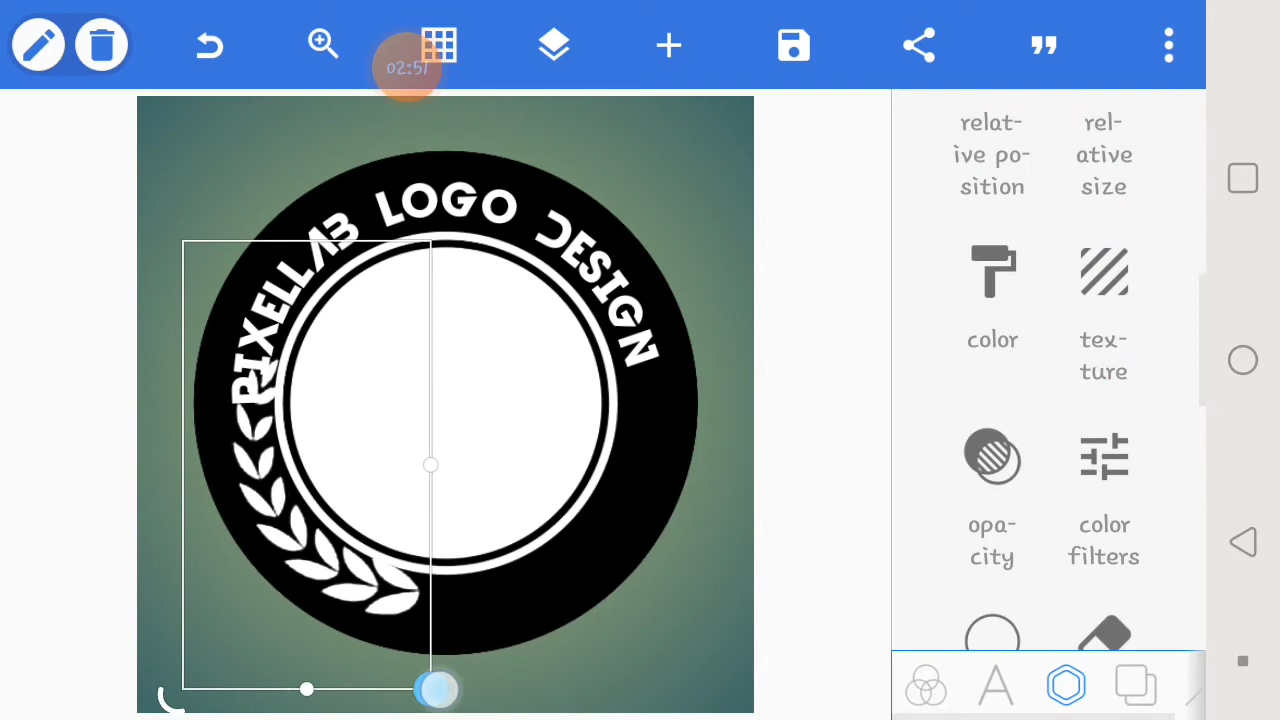 02:57
PIXELLAB LOGO DESIGN
relat-
ive po-
sition
rel-
ative
size
color
tex-
ture
opa-
city
color
filters